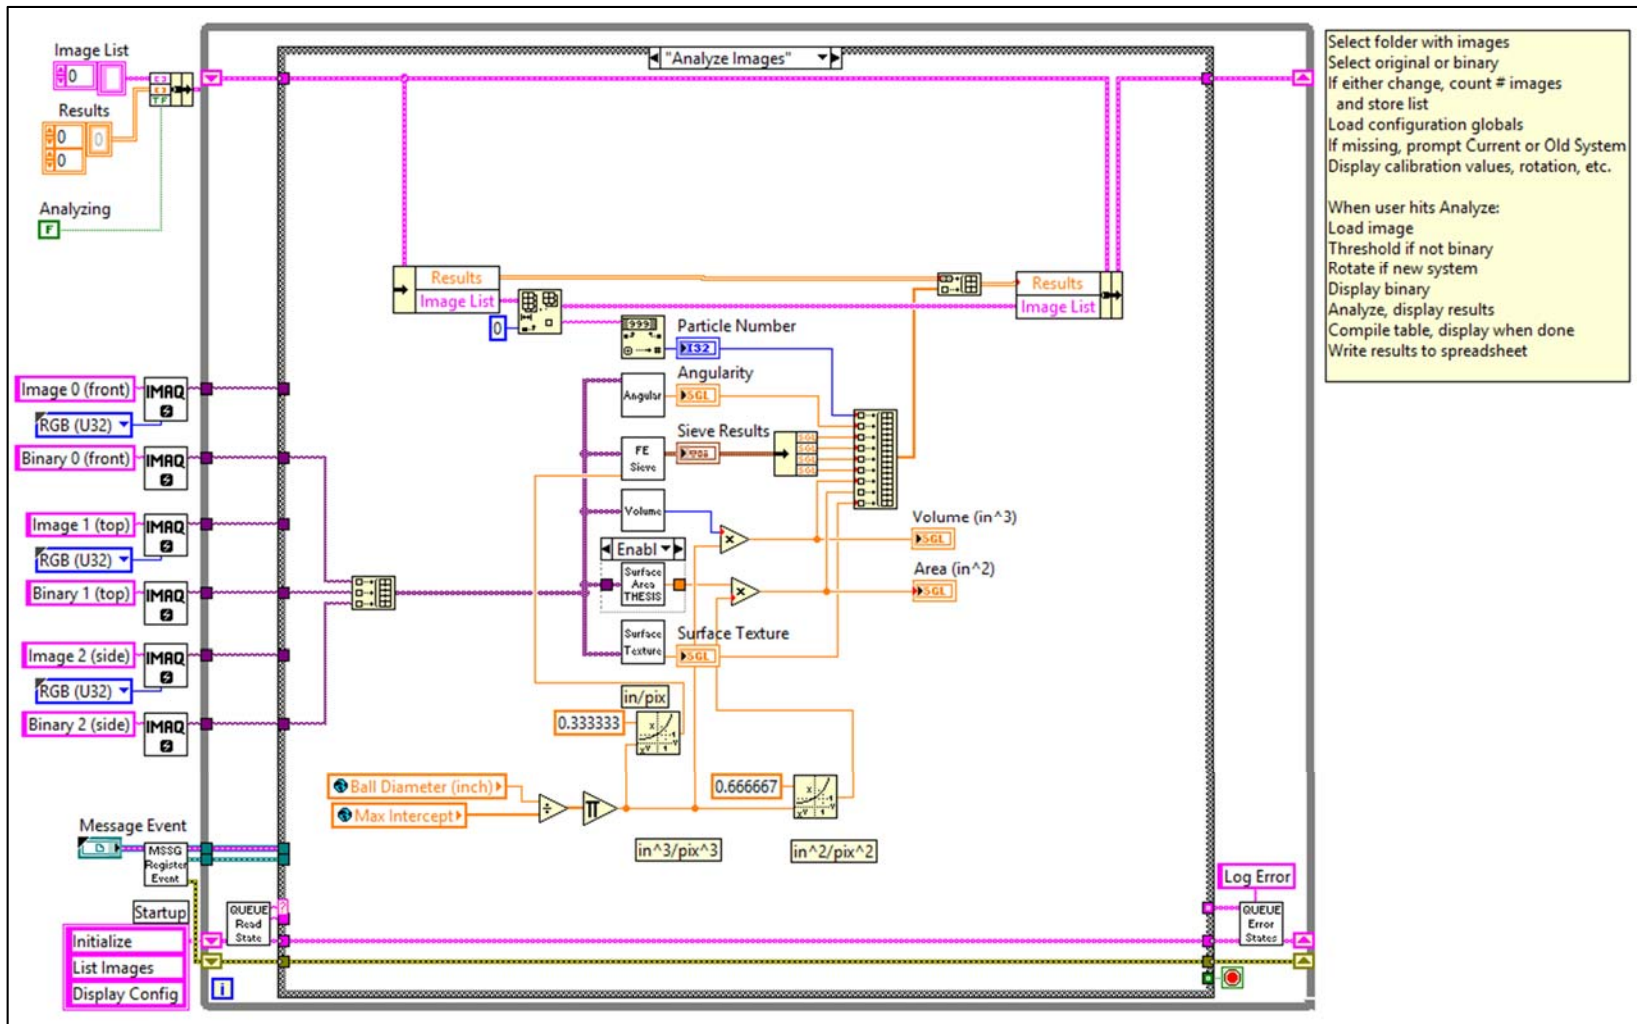 Image List
0
Results
0
0
0
Analyzing
F
TF
"Analyze Images"
Select folder with images
Select original or binary
If either change, count # images
and store list
Load configuration globals
If missing, prompt Current or Old System
Display calibration values, rotation, etc.
When user hits Analyze:
Load image
Threshold if not binary
Rotate if new system
Display binary
Analyze, display results
Compile table, display when done
Write results to spreadsheet
Results
Image List
0
Results
Image List
Particle Number
I32
Angularity
Angular
SGL
Sieve Results
FE
Sieve
SGL
SGL
SGL
SGL
Volume
x
Volume (in^3)
SGL
Enabl
Surface
Area
THESIS
x
Area (in^2)
SGL
Surface Texture
Surface
Texture
SGL
in/pix
0.333333
0.666667
in^3/pix^3
in^2/pix^2
Ball Diameter (inch)
Max Intercept
÷
Image 0 (front)
IMAQ
RGB (U32)
Binary 0 (front)
IMAQ
Image 1 (top)
IMAQ
RGB (U32)
Binary 1 (top)
IMAQ
Image 2 (side)
IMAQ
RGB (U32)
Binary 2 (side)
IMAQ
Message Event
MSSG
Register
Event
Startup
Initialize
List Images
Display Config
QUEUE
Read
State
?
i
Log Error
QUEUE
Error
States